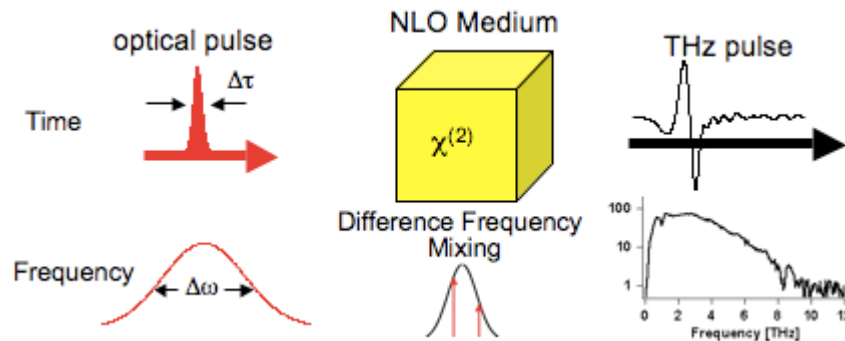 optical pulse
NLO Medium
THz pulse
Time
Δτ
χ(2)
Difference Frequency
Mixing
Frequency
Δω
100
10
1
0 2 4 6 8 10 12
Frequency [THz]